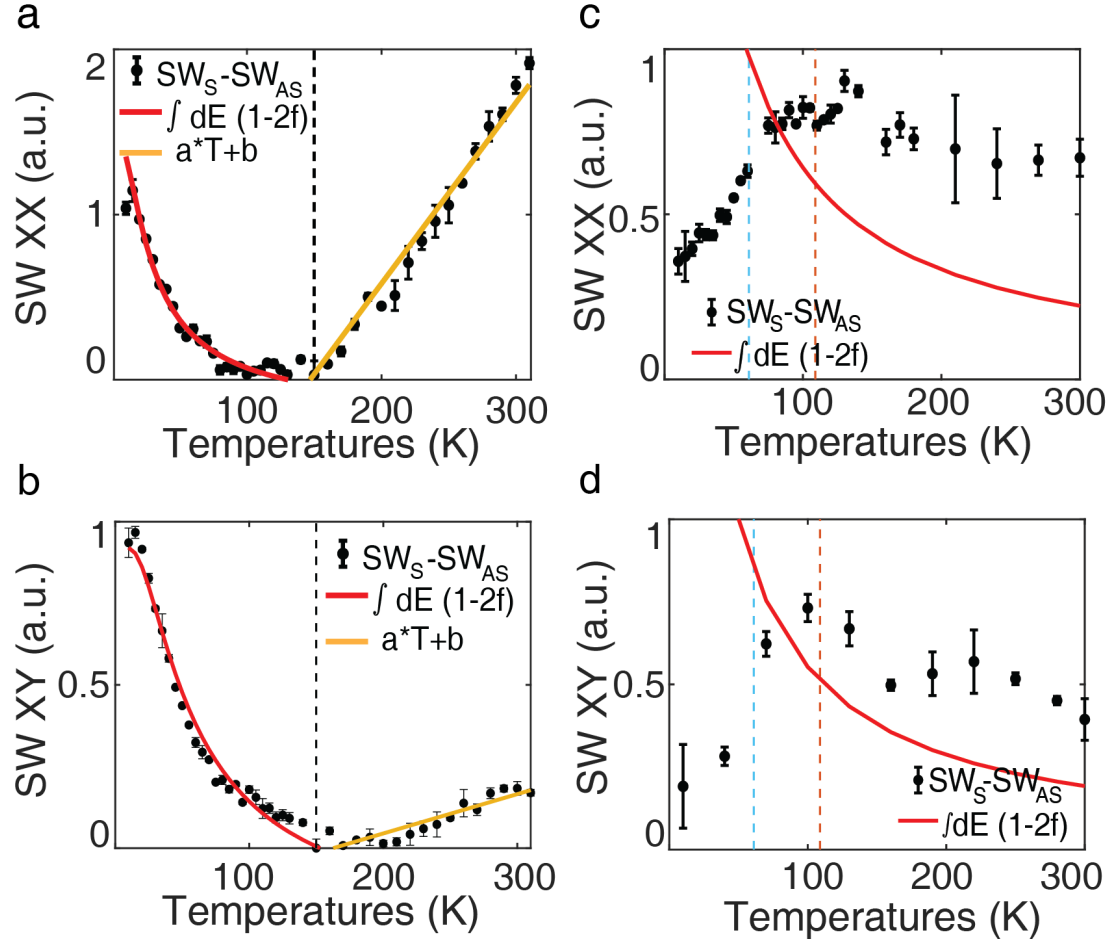 a
SW XX (a.u.)
2
1
0
SW_S-SW_AS
∫ dE (1-2f)
a*T+b
100 200 300
Temperatures (K)
b
SW XY (a.u.)
1
0.5
0
SW_S-SW_AS
∫ dE (1-2f)
a*T+b
100 200 300
Temperatures (K)
c
SW XX (a.u.)
1
0.5
0
SW_S-SW_AS
∫ dE (1-2f)
100 200 300
Temperatures (K)
d
SW XY (a.u.)
1
0.5
0
SW_S-SW_AS
∫dE (1-2f)
100 200 300
Temperatures (K)